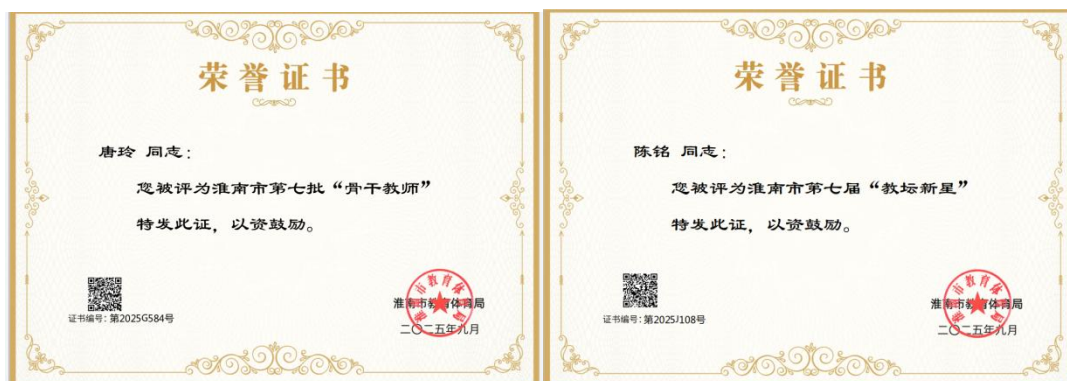 荣誉证书
唐玲 同志：
您被评为淮南市第七批“骨干教师”
特发此证，以资鼓励。
证书编号：第2025G584号
淮南市教育体育局
二〇二五年九月
荣誉证书
陈铭 同志：
您被评为淮南市第七届“教坛新星”
特发此证，以资鼓励。
证书编号：第2025J108号
淮南市教育体育局
二〇二五年九月